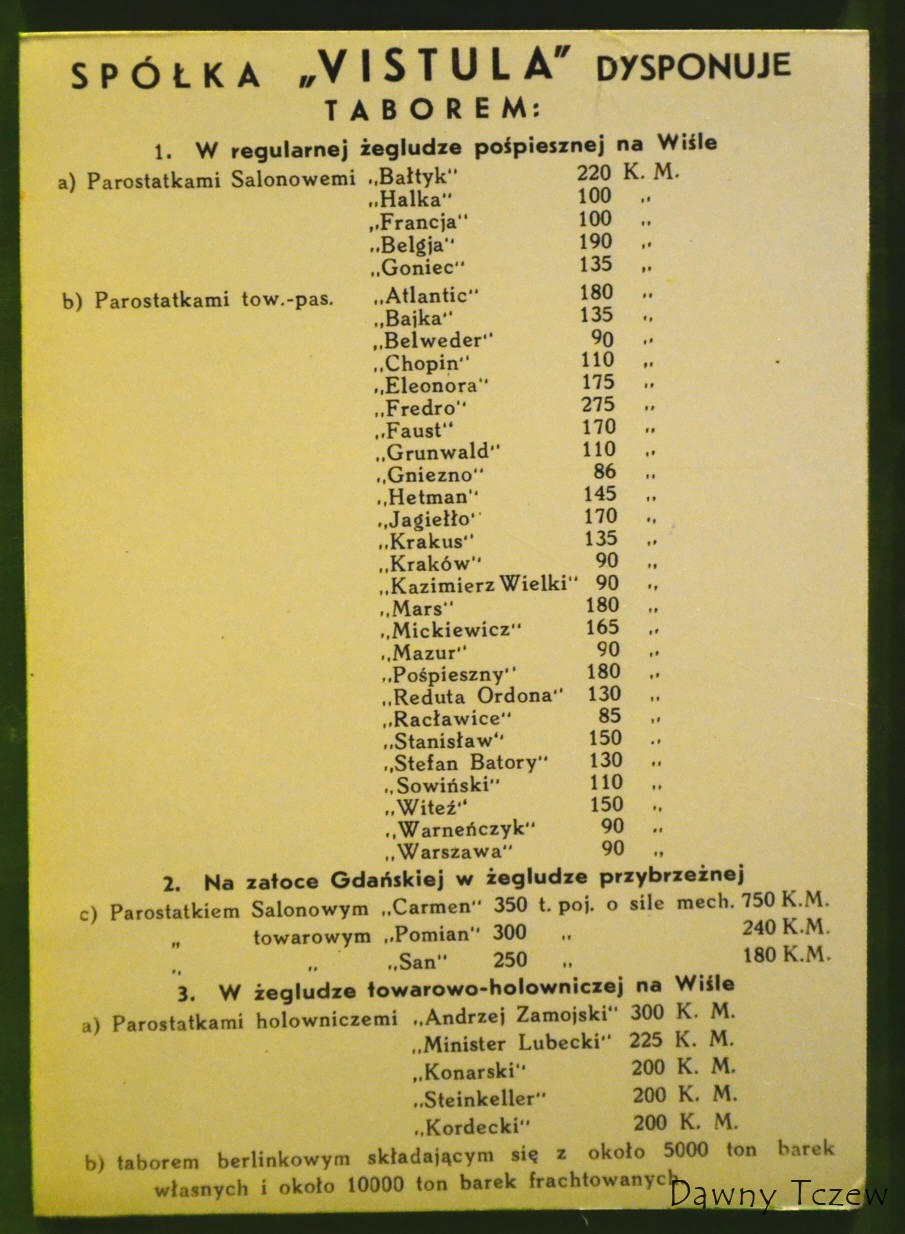 SPÓŁKA „VISTULA” DYSPONUJE
TABOREM:
1. W regularnej żegludze pośpiesznej na Wiśle
a) Parostatkami Salonowemi „Bałtyk“ 220 K. M.
„Halka“ 100 „
„Francja“ 100 „
„Belgja“ 190 „
„Goniec“ 135 „
b) Parostatkami tow.-pas. „Atlantic“ 180 „
„Bajka“ 135 „
„Belweder“ 90 „
„Chopin“ 110 „
„Eleonora“ 175 „
„Fredro“ 275 „
„Faust“ 170 „
„Grunwald“ 110 „
„Gniezno“ 86 „
„Hetman“ 145 „
„Jagiełło“ 170 „
„Krakus“ 135 „
„Kraków“ 90 „
„Kazimierz Wielki“ 90 „
„Mars“ 180 „
„Mickiewicz“ 165 „
„Mazur“ 90 „
„Pośpieszny“ 180 „
„Reduta Ordona“ 130 „
„Racławice“ 85 „
„Stanisław“ 150 „
„Stefan Batory“ 130 „
„Sowiński“ 110 „
„Witeź“ 150 „
„Warneńczyk“ 90 „
„Warszawa“ 90 „
2. Na zatoce Gdańskiej w żegludze przybrzeżnej
c) Parostatkiem Salonowym „Carmen“ 350 t. poj. o sile mech. 750 K.M.
„ towarowym „Pomian“ 300 „ 240 K.M.
„ „ „San“ 250 „ 180 K.M.
3. W żegludze towarowo-holowniczej na Wiśle
a) Parostatkami holowniczemi „Andrzej Zamojski“ 300 K. M.
„Minister Lubecki“ 225 K. M.
„Konarski“ 200 K. M.
„Steinkeller“ 200 K. M.
„Kordecki“ 200 K. M.
b) taborem berlinkowym składającym się z około 5000 ton barek
własnych i około 10000 ton barek frachtowanych
Dawny Tczew